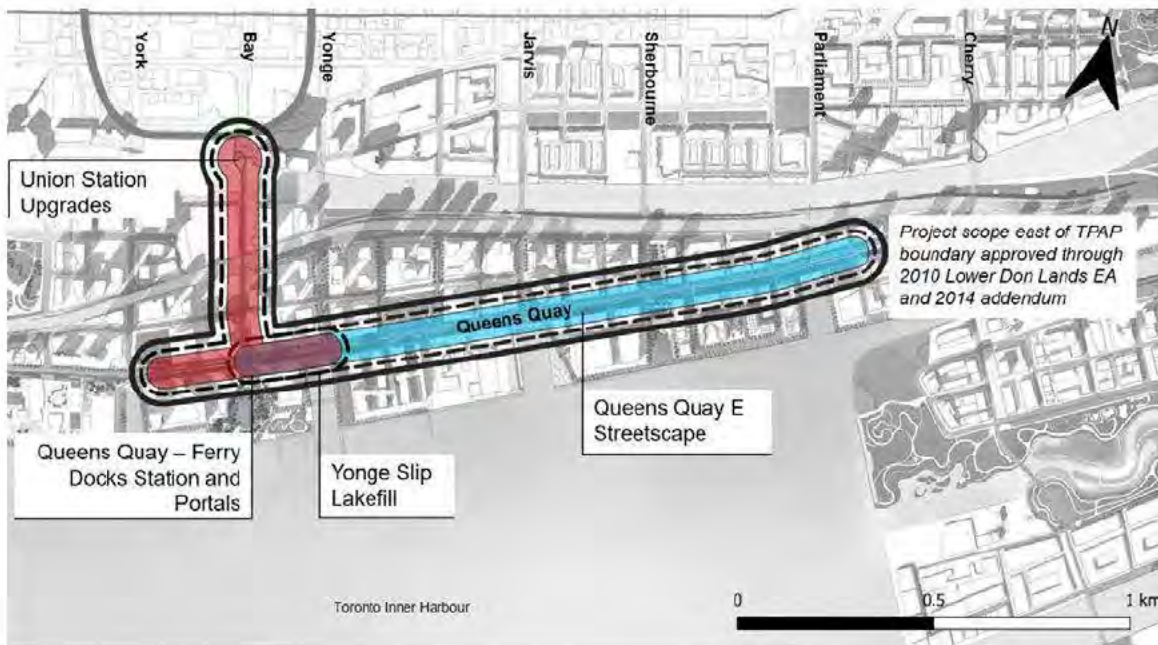 York
Bay
Yonge
Jarvis
Sherbourne
Parliament
Cherry
N
Union Station
Upgrades
Project scope east of TPAP
boundary approved through
2010 Lower Don Lands EA
and 2014 addendum
Queens Quay
Queens Quay E
Streetscape
Queens Quay – Ferry
Docks Station and
Portals
Yonge Slip
Lakefill
Toronto Inner Harbour
0
0.5
1 km